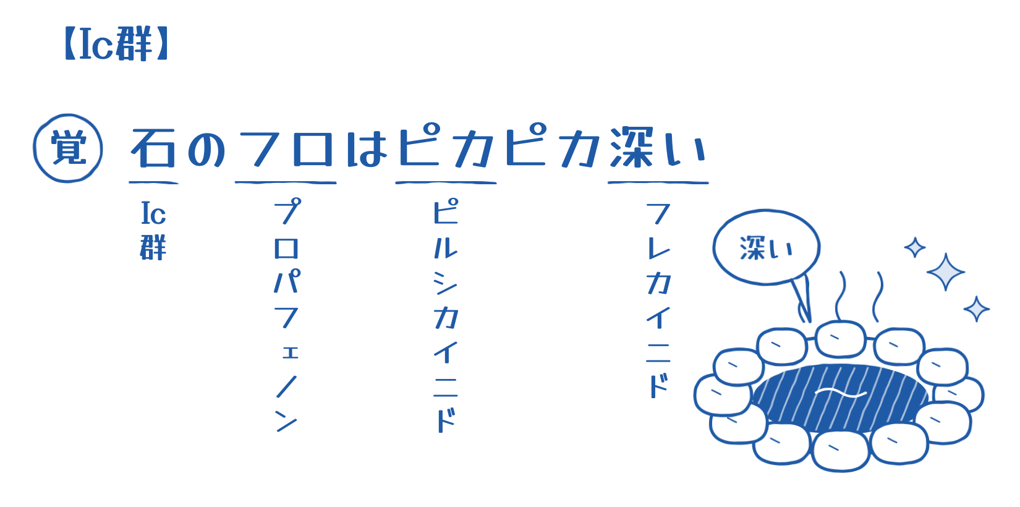 【Ic群】
覚 石のフロはピカピカ深い
Ic群
プロパフェノン
ピルシカイニド
フレカイニド
深い